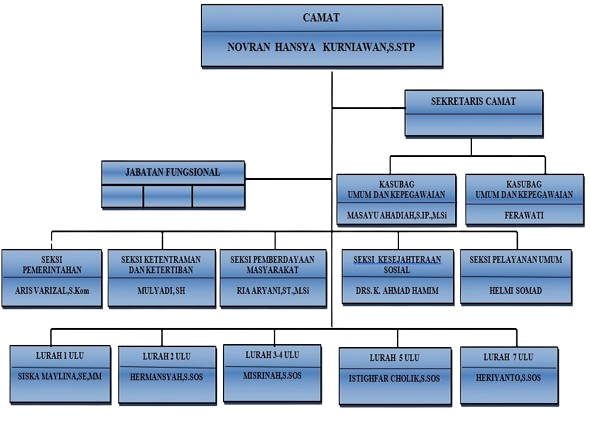 CAMAT
NOVRAN HANSYA KURNIAWAN,S.STP
SEKRETARIS CAMAT
JABATAN FUNGSIONAL
KASUBAG
UMUM DAN KEPEGAWAIAN
MASAYU AHADIAH,S.IP.,M.Si
KASUBAG
UMUM DAN KEPEGAWAIAN
FERAWATI
SEKSI
PEMERINTAHAN
ARIS VARIZAL,S.Kom
SEKSI KETENTRAMAN
DAN KETERTIBAN
MULYADI,SH
SEKSI PEMBERDAYAAN
MASYARAKAT
RIA ARYANI,ST.,M.Si
SEKSI KESEJAHTERAAN
SOSIAL
DRS. K. AHMAD HAMIM
SEKSI PELAYANAN UMUM
HELMI SOMAD
LURAH 1 ULU
SISKA MAYLINA,SE,MM
LURAH 2 ULU
HERMANSYAH,S.SOS
LURAH 3-4 ULU
MISRINAH,S.SOS
LURAH 5 ULU
ISTIGHFAR CHOLIK,S.SOS
LURAH 7 ULU
HERIYANTO,S.SOS